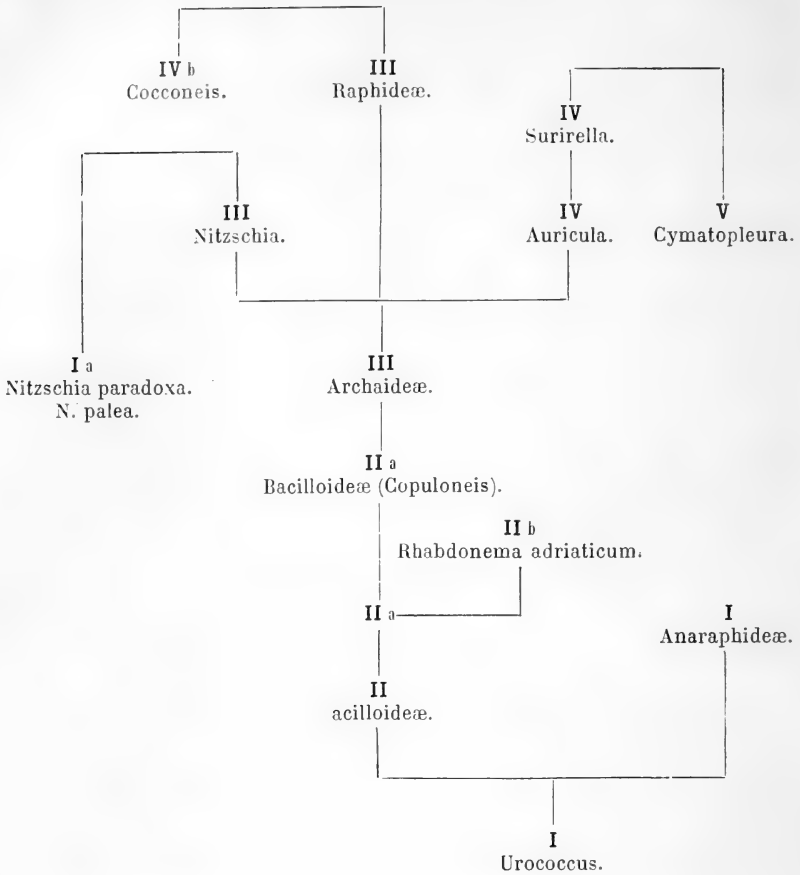 IV b
Cocconeis.
III
Raphideæ.
IV
Surirella.
III
Nitzschia.
IV
Auricula.
V
Cymatopleura.
I a
Nitzschia paradoxa.
N. palea.
III
Archaideæ.
II a
Bacilloideæ (Copuloneis).
II b
Rhabdonema adriaticum.
II a
I
Anaraphideæ.
II
acilloideæ.
I
Urococcus.